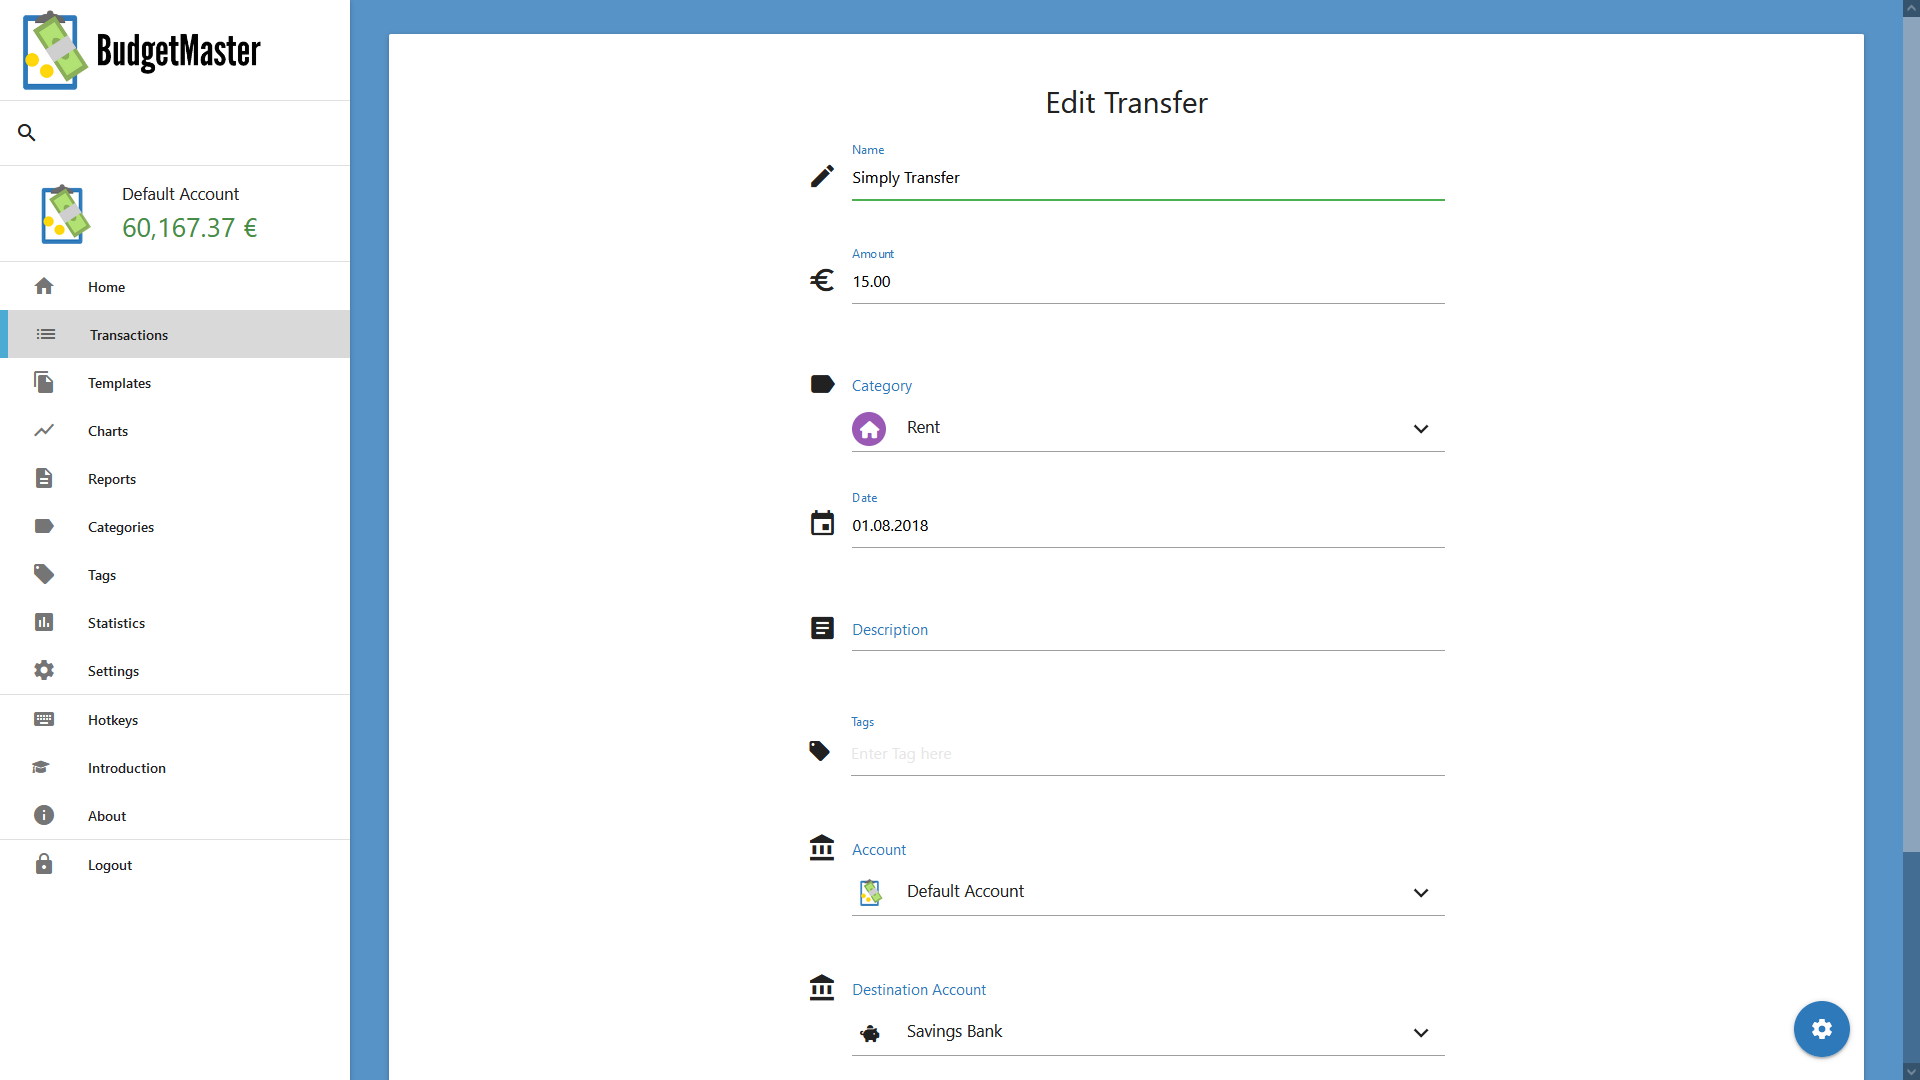 BudgetMaster
Default Account
60,167.37 €
Home
Transactions
Templates
Charts
Reports
Categories
Tags
Statistics
Settings
Hotkeys
Introduction
About
Logout
Edit Transfer
Name
Simply Transfer
Amount
15.00
Category
Rent
Date
01.08.2018
Description
Tags
Enter Tag here
Account
Default Account
Destination Account
Savings Bank